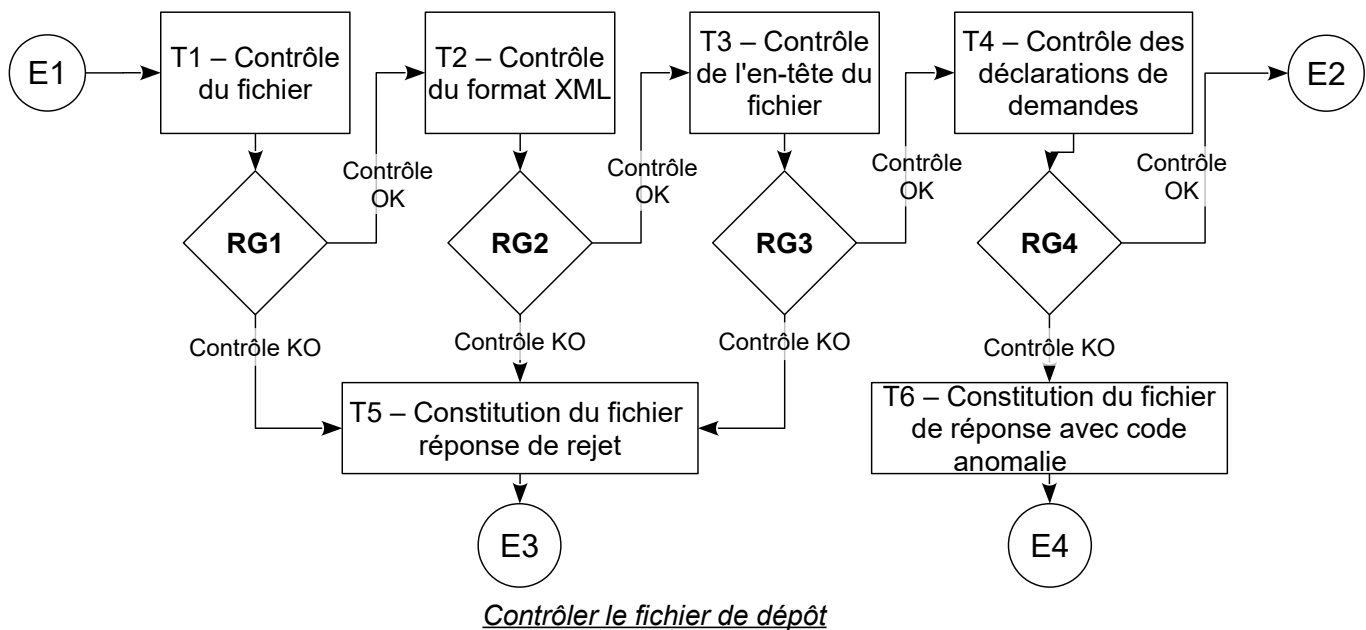 E1
T1 – Contrôle
du fichier
T2 – Contrôle
du format XML
T3 – Contrôle
de l'en-tête du
fichier
T4 – Contrôle des
déclarations de
demandes
E2
Contrôle
OK
Contrôle
OK
Contrôle
OK
Contrôle
OK
RG1
RG2
RG3
RG4
Contrôle KO
Contrôle KO
Contrôle KO
Contrôle KO
T5 – Constitution du fichier
réponse de rejet
T6 – Constitution du fichier
de réponse avec code
anomalie
E3
E4
Contrôler le fichier de dépôt